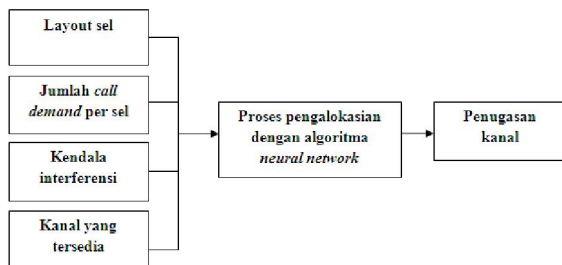 Layout sel
Jumlah call
demand per sel
Kendala
interferensi
Kanal yang
tersedia
Proses pengalokasian
dengan algoritma
neural network
Penugasan
kanal